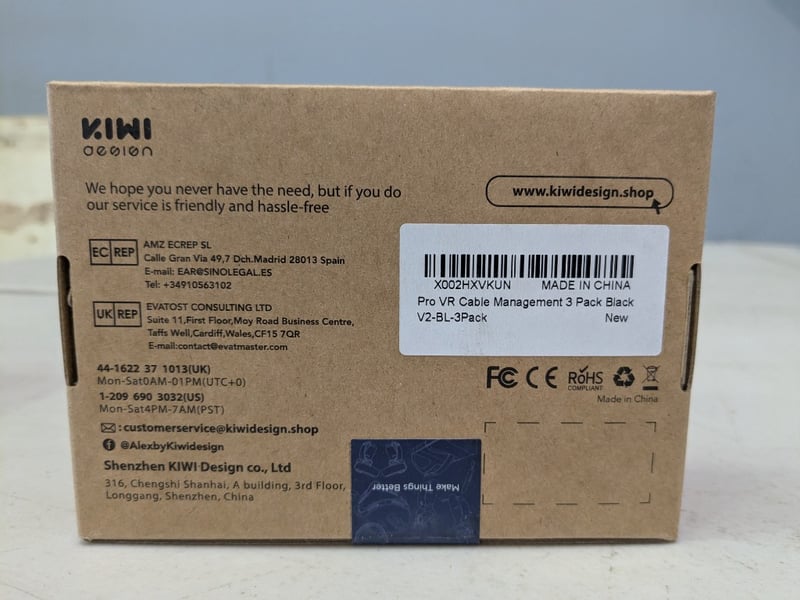 KIWI
design
We hope you never have the need, but if you do
our service is friendly and hassle-free
www.kiwidesign.shop
EC REP
AMZ ECREP SL
Calle Gran Via 49,7 Dch.Madrid 28013 Spain
E-mail: EAR@SINOLEGAL.ES
Tel: +34910563102
UK REP
EVATOST CONSULTING LTD
Suite 11,First Floor,Moy Road Business Centre,
Taffs Well,Cardiff,Wales,CF15 7QR
E-mail:contact@evatmaster.com
X002HXVKUN MADE IN CHINA
Pro VR Cable Management 3 Pack Black
V2-BL-3Pack New
44-1622 37 1013(UK)
Mon-Sat0AM-01PM(UTC+0)
1-209 690 3032(US)
Mon-Sat4PM-7AM(PST)
:customerservice@kiwidesign.shop
@AlexbyKiwidesign
Shenzhen KIWI Design co., Ltd
316, Chengshi Shanhai, A building, 3rd Floor,
Longgang, Shenzhen, China
FC CE RoHS
COMPLIANT
Made in China
Make Things Better